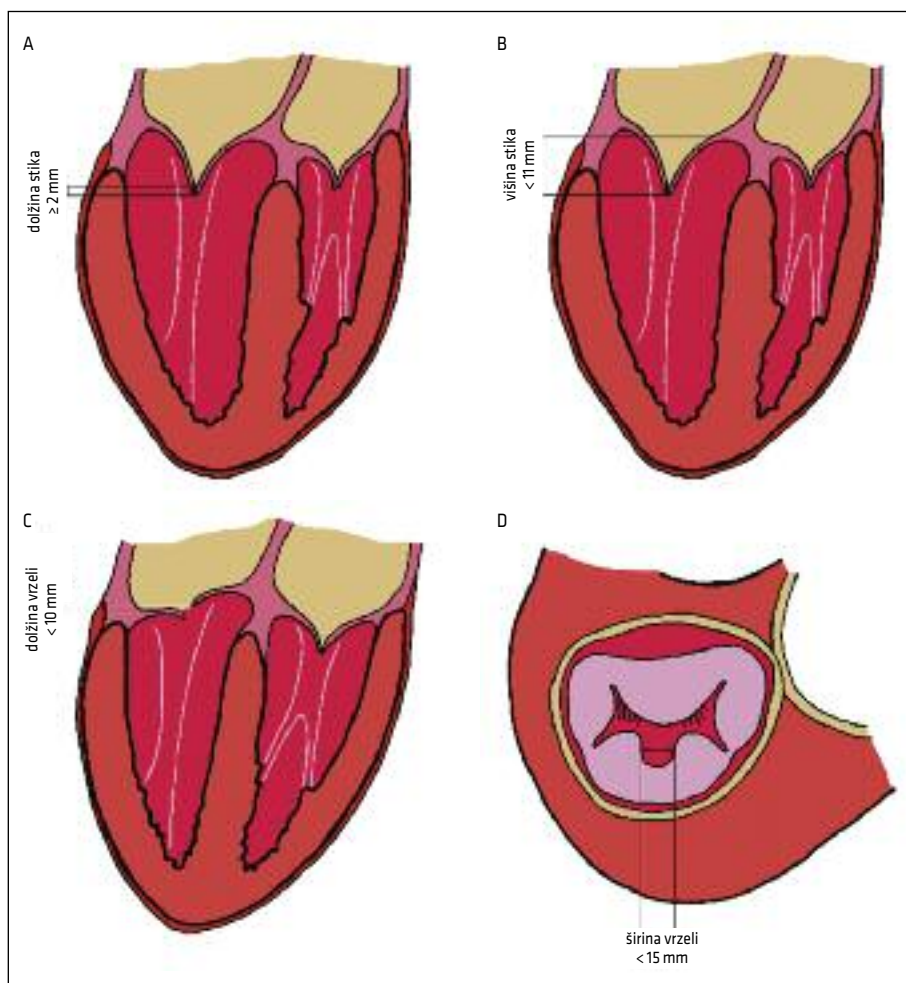 A
dolžina stika
≥ 2 mm
B
višina stika
< 11 mm
C
dolžina vrzeli
< 10 mm
D
širina vrzeli
< 15 mm